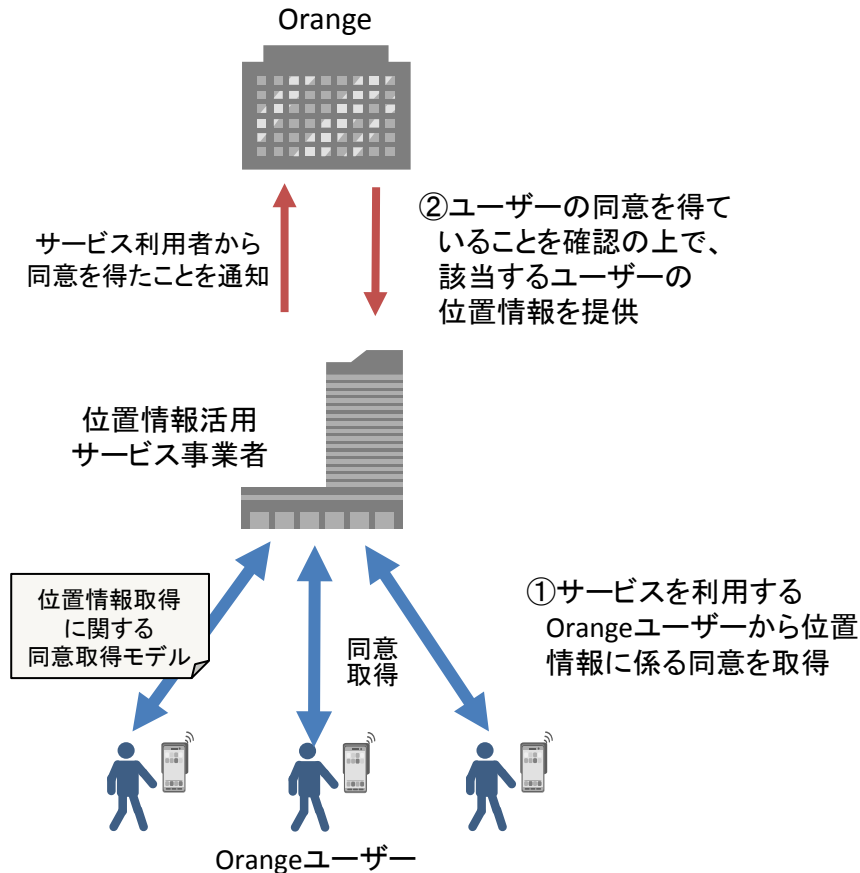 Orange
サービス利用者から
同意を得たことを通知
②ユーザーの同意を得て
いることを確認の上で、
該当するユーザーの
位置情報を提供
位置情報活用
サービス事業者
位置情報取得
に関する
同意取得モデル
同意
取得
①サービスを利用する
Orangeユーザーから位置
情報に係る同意を取得
Orangeユーザー